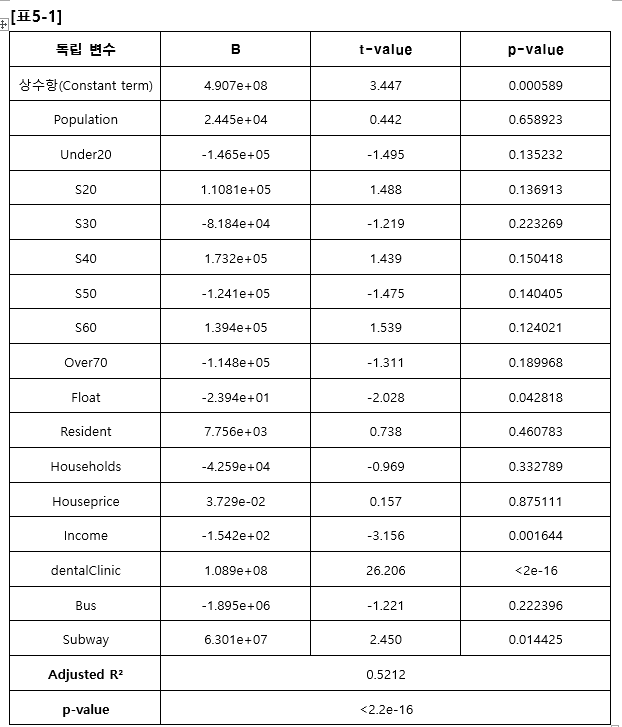 [표5-1]
독립 변수 B t-value p-value
상수항(Constant term) 4.907e+08 3.447 0.000589
Population 2.445e+04 0.442 0.658923
Under20 -1.465e+05 -1.495 0.135232
S20 1.1081e+05 1.488 0.136913
S30 -8.184e+04 -1.219 0.223269
S40 1.732e+05 1.439 0.150418
S50 -1.241e+05 -1.475 0.140405
S60 1.394e+05 1.539 0.124021
Over70 -1.148e+05 -1.311 0.189968
Float -2.394e+01 -2.028 0.042818
Resident 7.756e+03 0.738 0.460783
Households -4.259e+04 -0.969 0.332789
Houseprice 3.729e-02 0.157 0.875111
Income -1.542e+02 -3.156 0.001644
dentalClinic 1.089e+08 26.206 <2e-16
Bus -1.895e+06 -1.221 0.222396
Subway 6.301e+07 2.450 0.014425
Adjusted R² 0.5212
p-value <2.2e-16